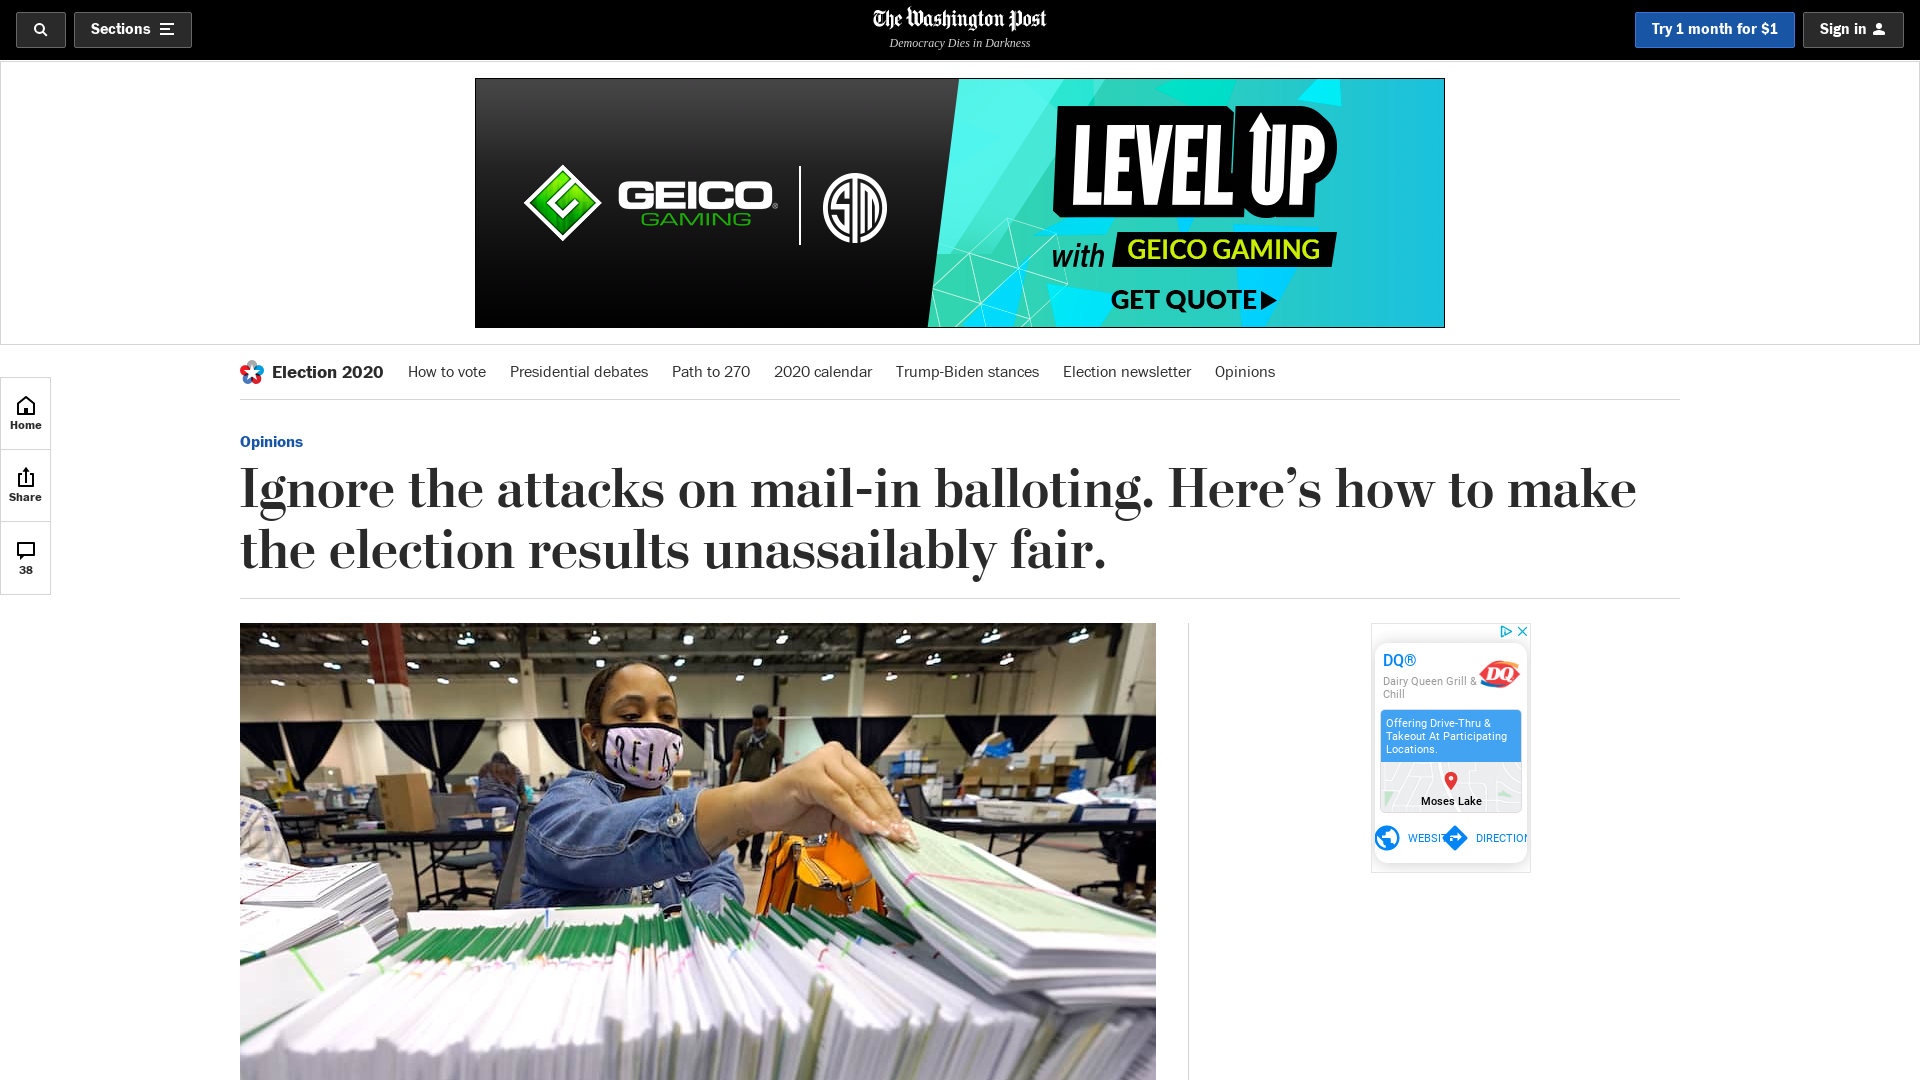 Sections
The Washington Post
Democracy Dies in Darkness
Try 1 month for $1
Sign in
GEICO®
GAMING
TSM
LEVEL UP
with GEICO GAMING
GET QUOTE
Election 2020
How to vote
Presidential debates
Path to 270
2020 calendar
Trump-Biden stances
Election newsletter
Opinions
Home
Share
38
Opinions
Ignore the attacks on mail-in balloting. Here’s how to make
the election results unassailably fair.
RELAX
DQ®
Dairy Queen Grill &
Chill
DQ
Offering Drive-Thru &
Takeout At Participating
Locations.
Moses Lake
WEBSIT
DIRECTION